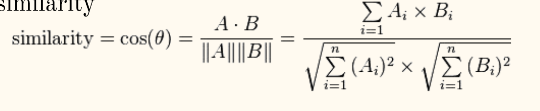 similarity
similarity = cos(θ) = A · B / ‖A‖‖B‖ = ∑_{i=1} A_i × B_i / √(∑_{i=1}^{n} (A_i)²) × √(∑_{i=1}^{n} (B_i)²)